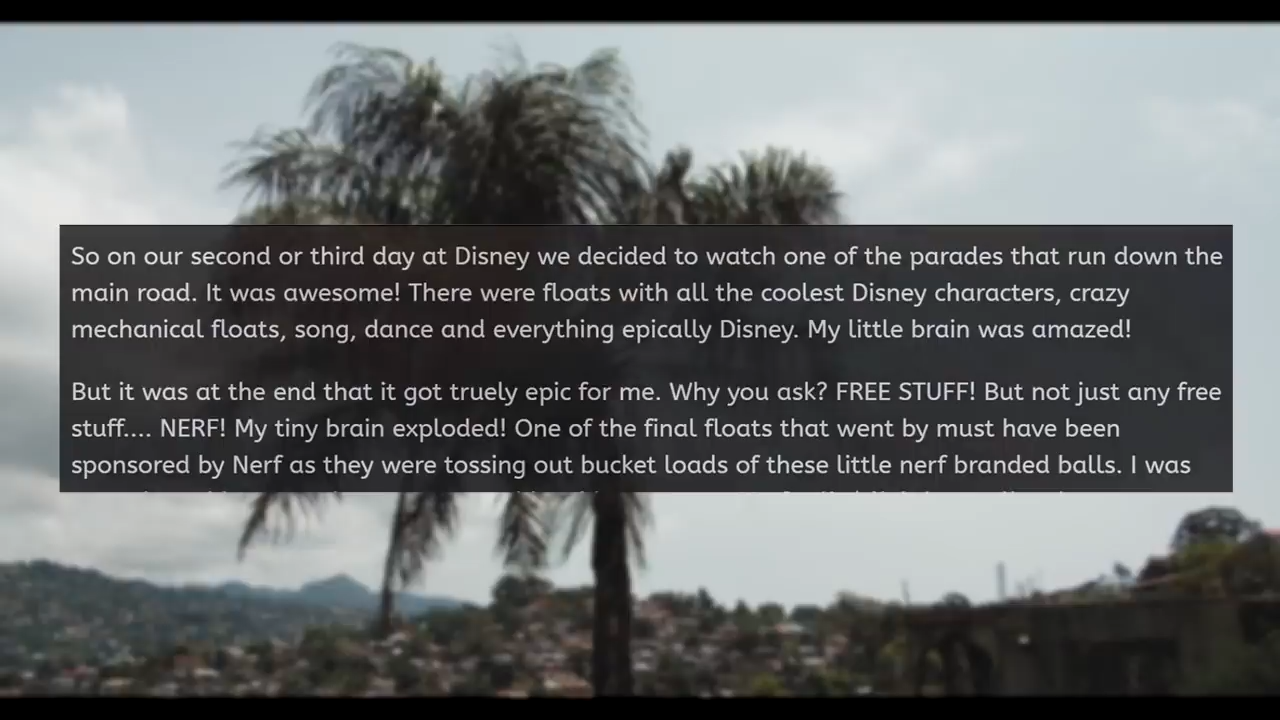 So on our second or third day at Disney we decided to watch one of the parades that run down the
main road. It was awesome! There were floats with all the coolest Disney characters, crazy
mechanical floats, song, dance and everything epically Disney. My little brain was amazed!
But it was at the end that it got truely epic for me. Why you ask? FREE STUFF! But not just any free
stuff.... NERF! My tiny brain exploded! One of the final floats that went by must have been
sponsored by Nerf as they were tossing out bucket loads of these little nerf branded balls. I was